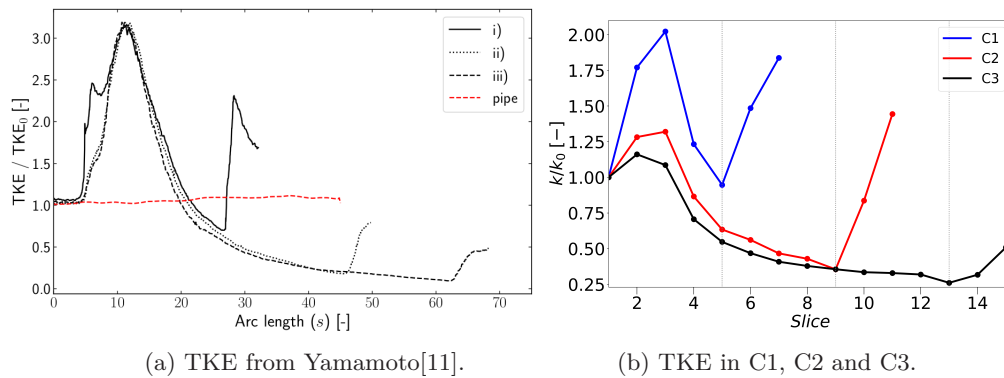 TKE / TKE0 [-]
3.0
2.5
2.0
1.5
1.0
0.5
0.0
0 10 20 30 40 50 60 70
Arc length (s) [-]
i)
ii)
iii)
pipe
(a) TKE from Yamamoto[11].
k/k0 [−]
2.00
1.75
1.50
1.25
1.00
0.75
0.50
0.25
2 4 6 8 10 12 14
Slice
C1
C2
C3
(b) TKE in C1, C2 and C3.